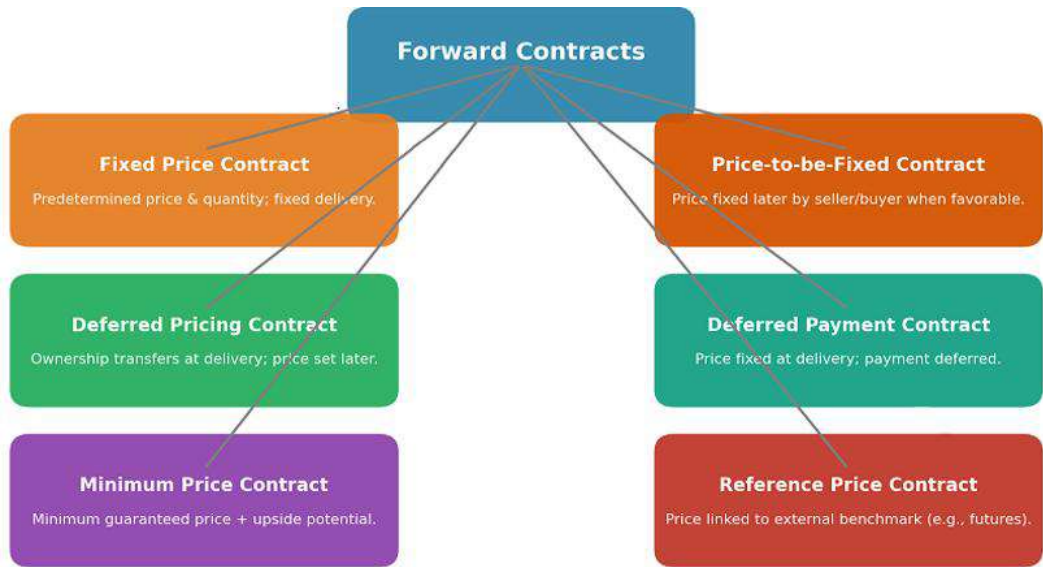 Forward Contracts
Fixed Price Contract
Predetermined price & quantity; fixed delivery.
Price-to-be-Fixed Contract
Price fixed later by seller/buyer when favorable.
Deferred Pricing Contract
Ownership transfers at delivery; price set later.
Deferred Payment Contract
Price fixed at delivery; payment deferred.
Minimum Price Contract
Minimum guaranteed price + upside potential.
Reference Price Contract
Price linked to external benchmark (e.g., futures).